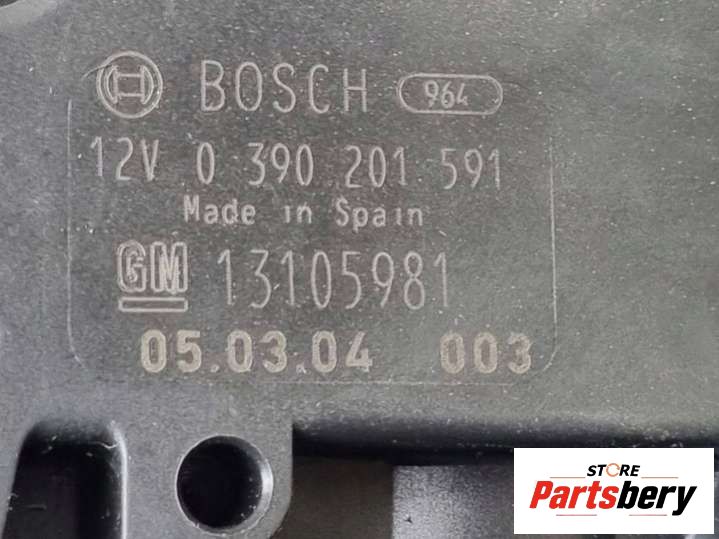 BOSCH 964
12V 0 390 201 591
Made in Spain
GM 13105981
05.03.04 003
STORE
Partsbery